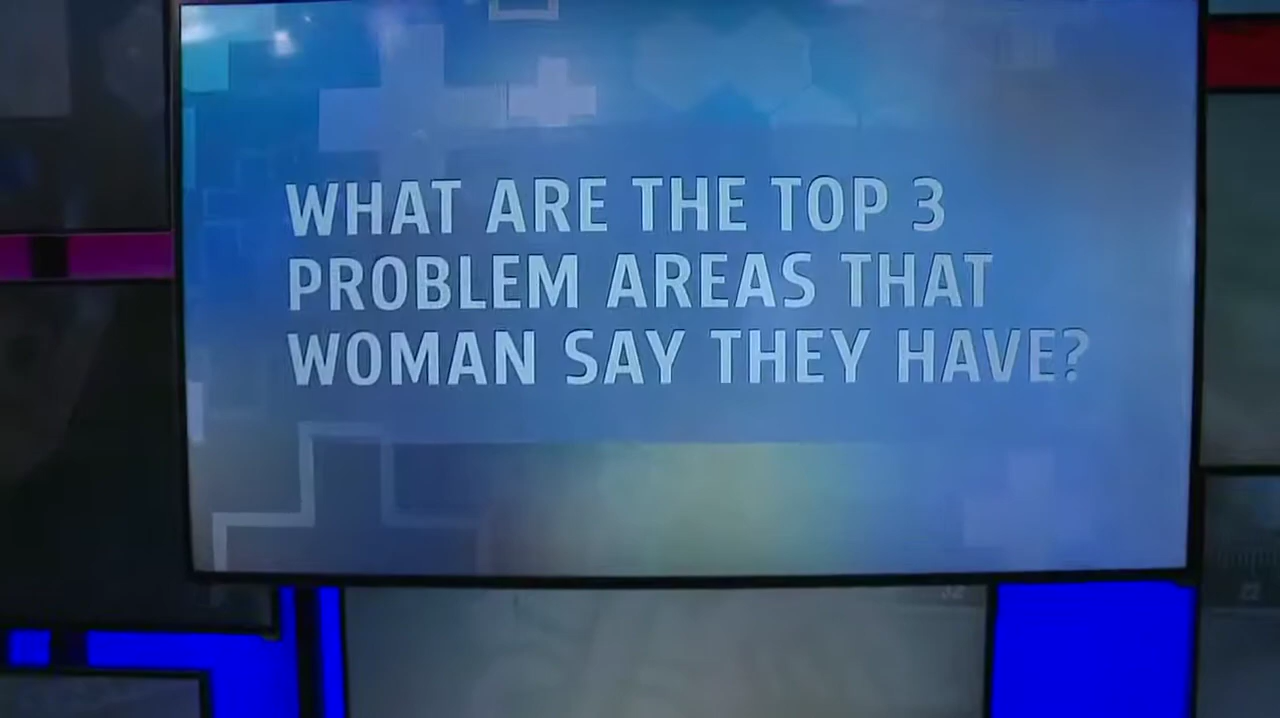 WHAT ARE THE TOP 3
PROBLEM AREAS THAT
WOMAN SAY THEY HAVE?